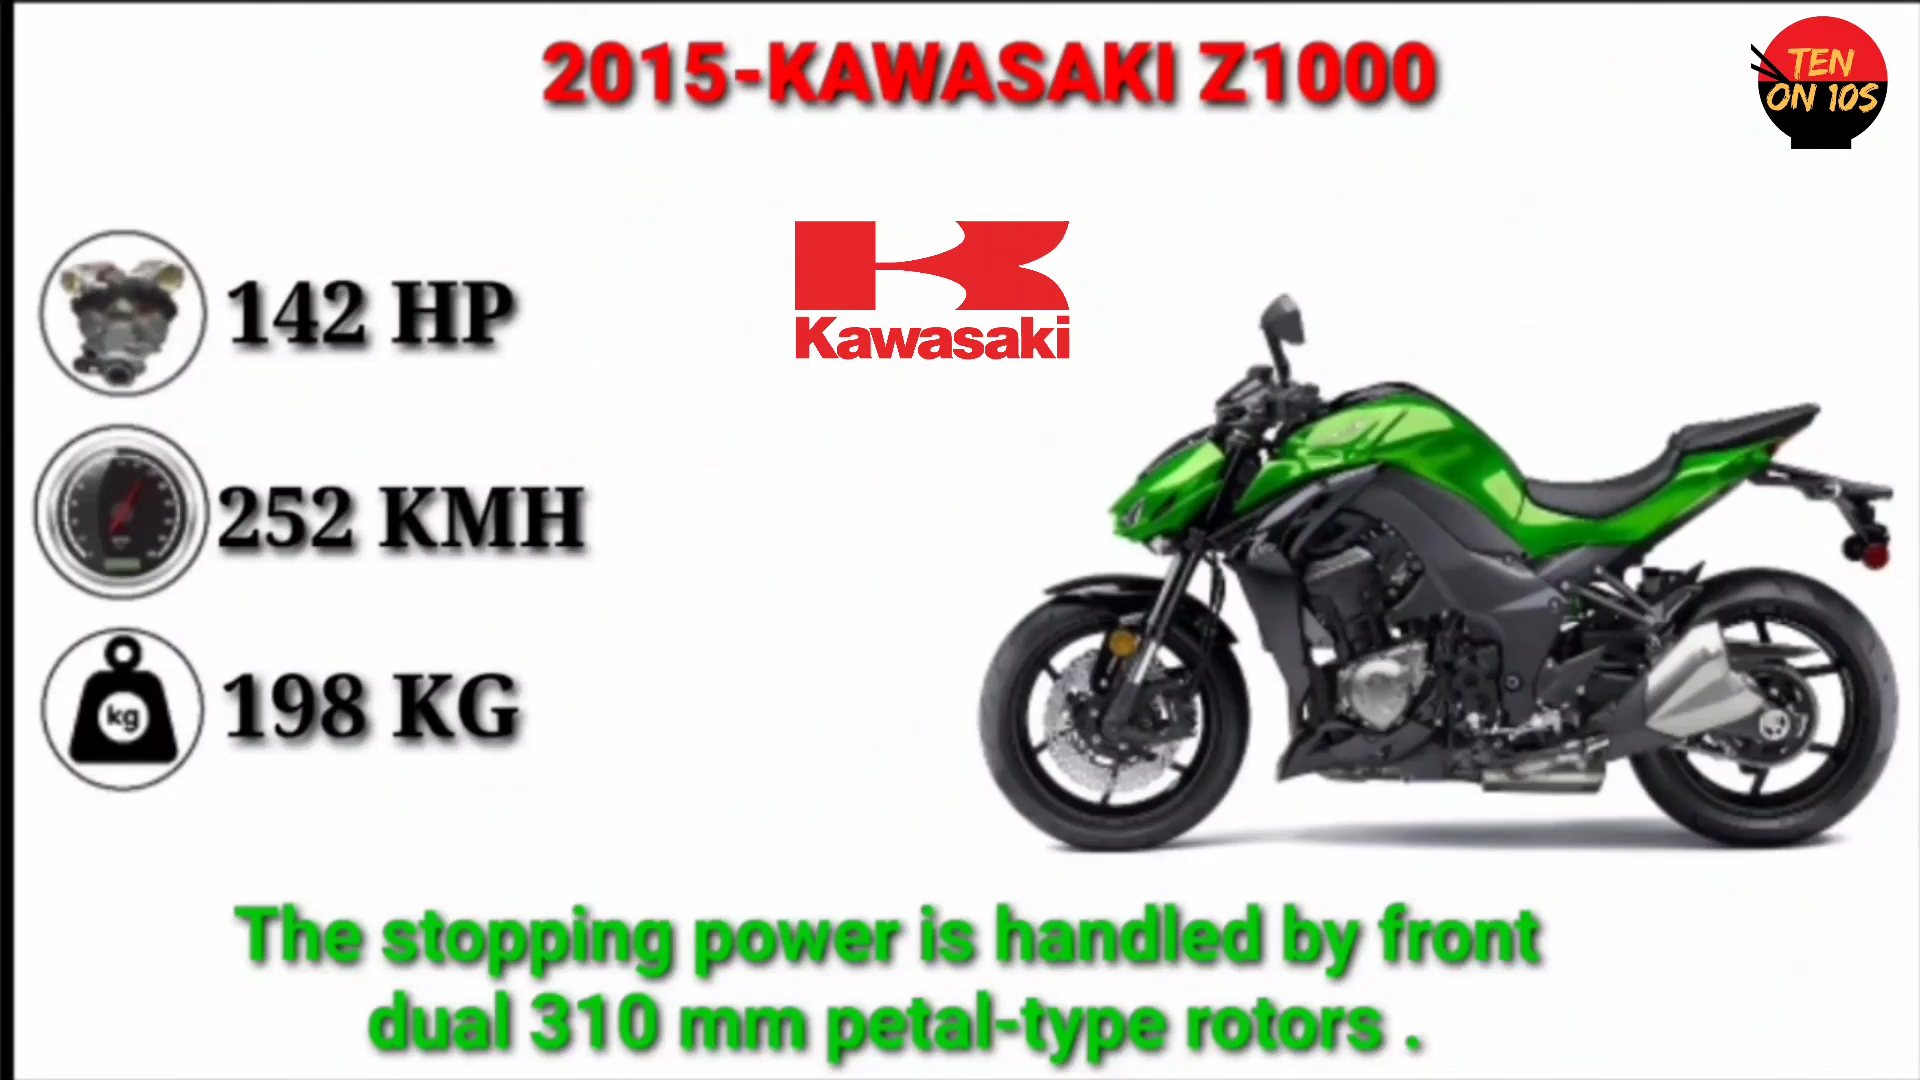 2015-KAWASAKI Z1000
TEN
ON 10S
Kawasaki
142 HP
252 KMH
kg
198 KG
The stopping power is handled by front
dual 310 mm petal-type rotors .